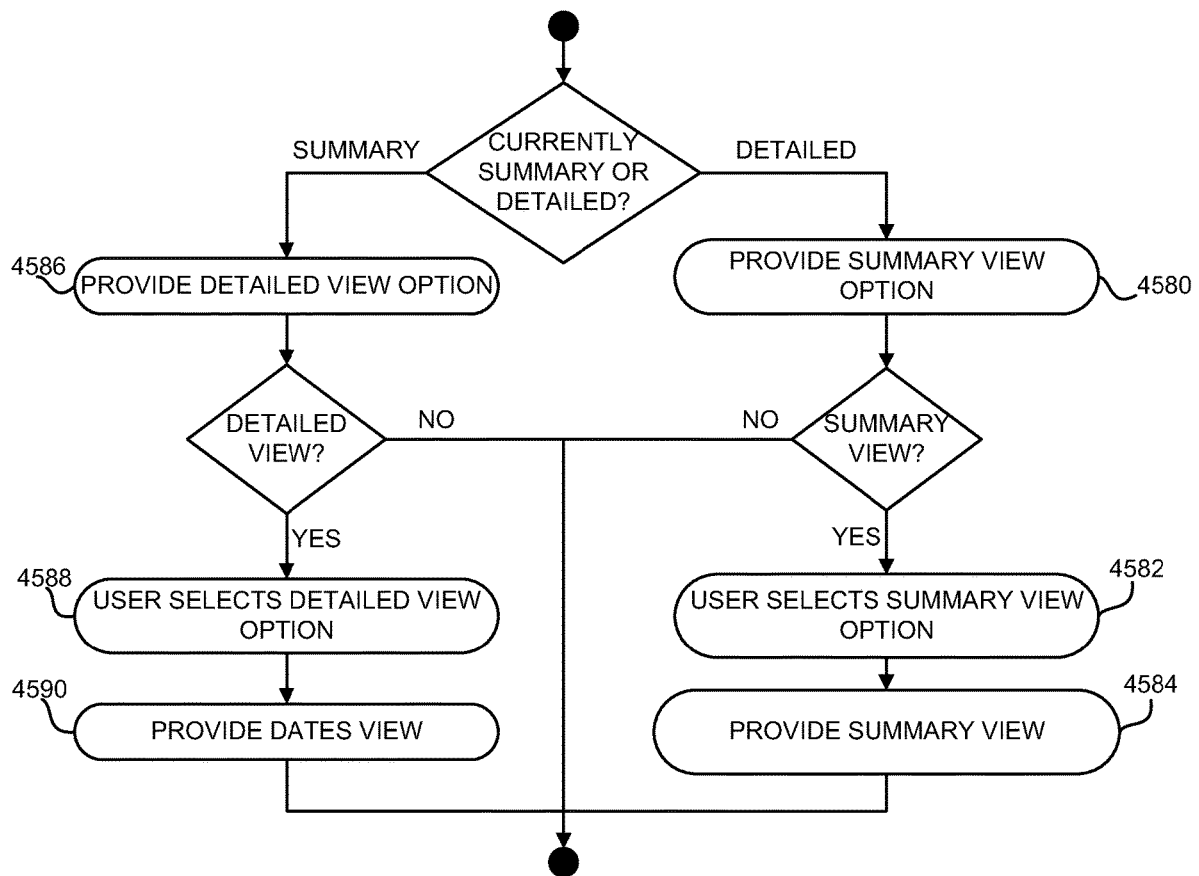 CURRENTLY
SUMMARY OR
DETAILED?
SUMMARY
DETAILED
4586
PROVIDE DETAILED VIEW OPTION
PROVIDE SUMMARY VIEW
OPTION
4580
DETAILED
VIEW?
NO
NO
SUMMARY
VIEW?
YES
YES
4588
USER SELECTS DETAILED VIEW
OPTION
USER SELECTS SUMMARY VIEW
OPTION
4582
4590
PROVIDE DATES VIEW
PROVIDE SUMMARY VIEW
4584